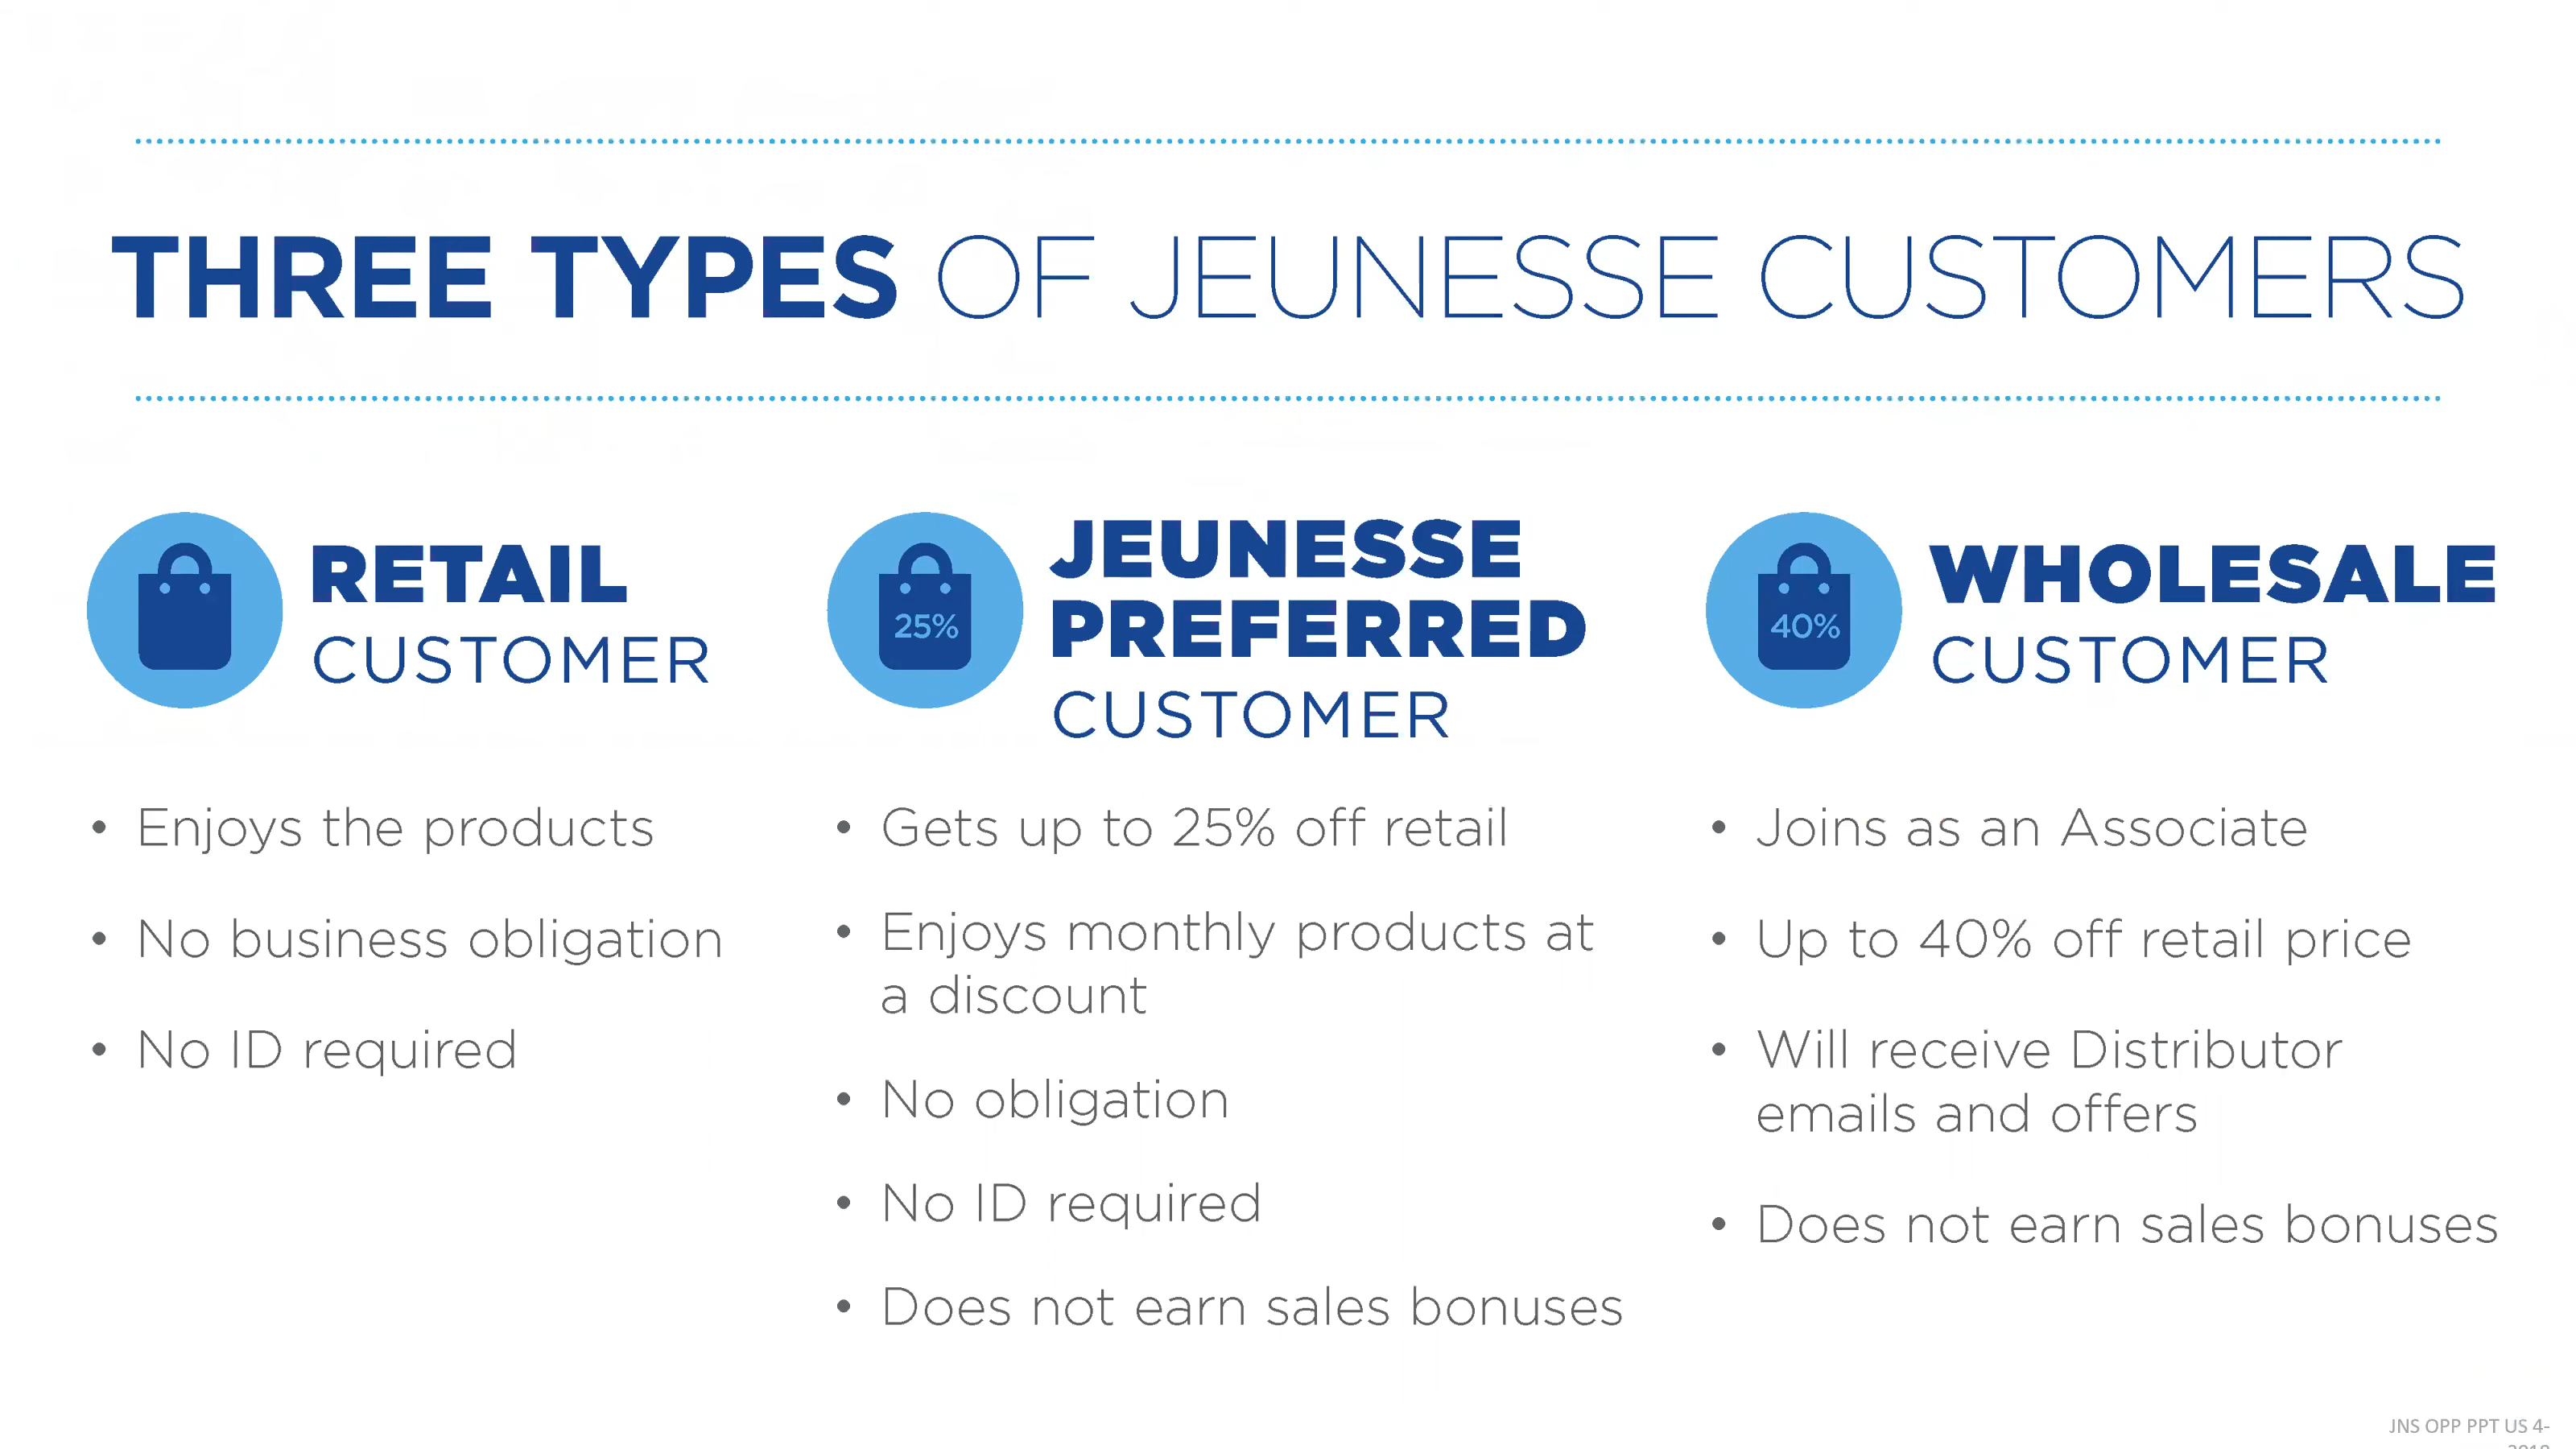 THREE TYPES OF JEUNESSE CUSTOMERS
RETAIL
CUSTOMER
• Enjoys the products
• No business obligation
• No ID required
25%
JEUNESSE
PREFERRED
CUSTOMER
• Gets up to 25% off retail
• Enjoys monthly products at
a discount
• No obligation
• No ID required
• Does not earn sales bonuses
40%
WHOLESALE
CUSTOMER
• Joins as an Associate
• Up to 40% off retail price
• Will receive Distributor
emails and offers
• Does not earn sales bonuses
JNS OPP PPT US 4-